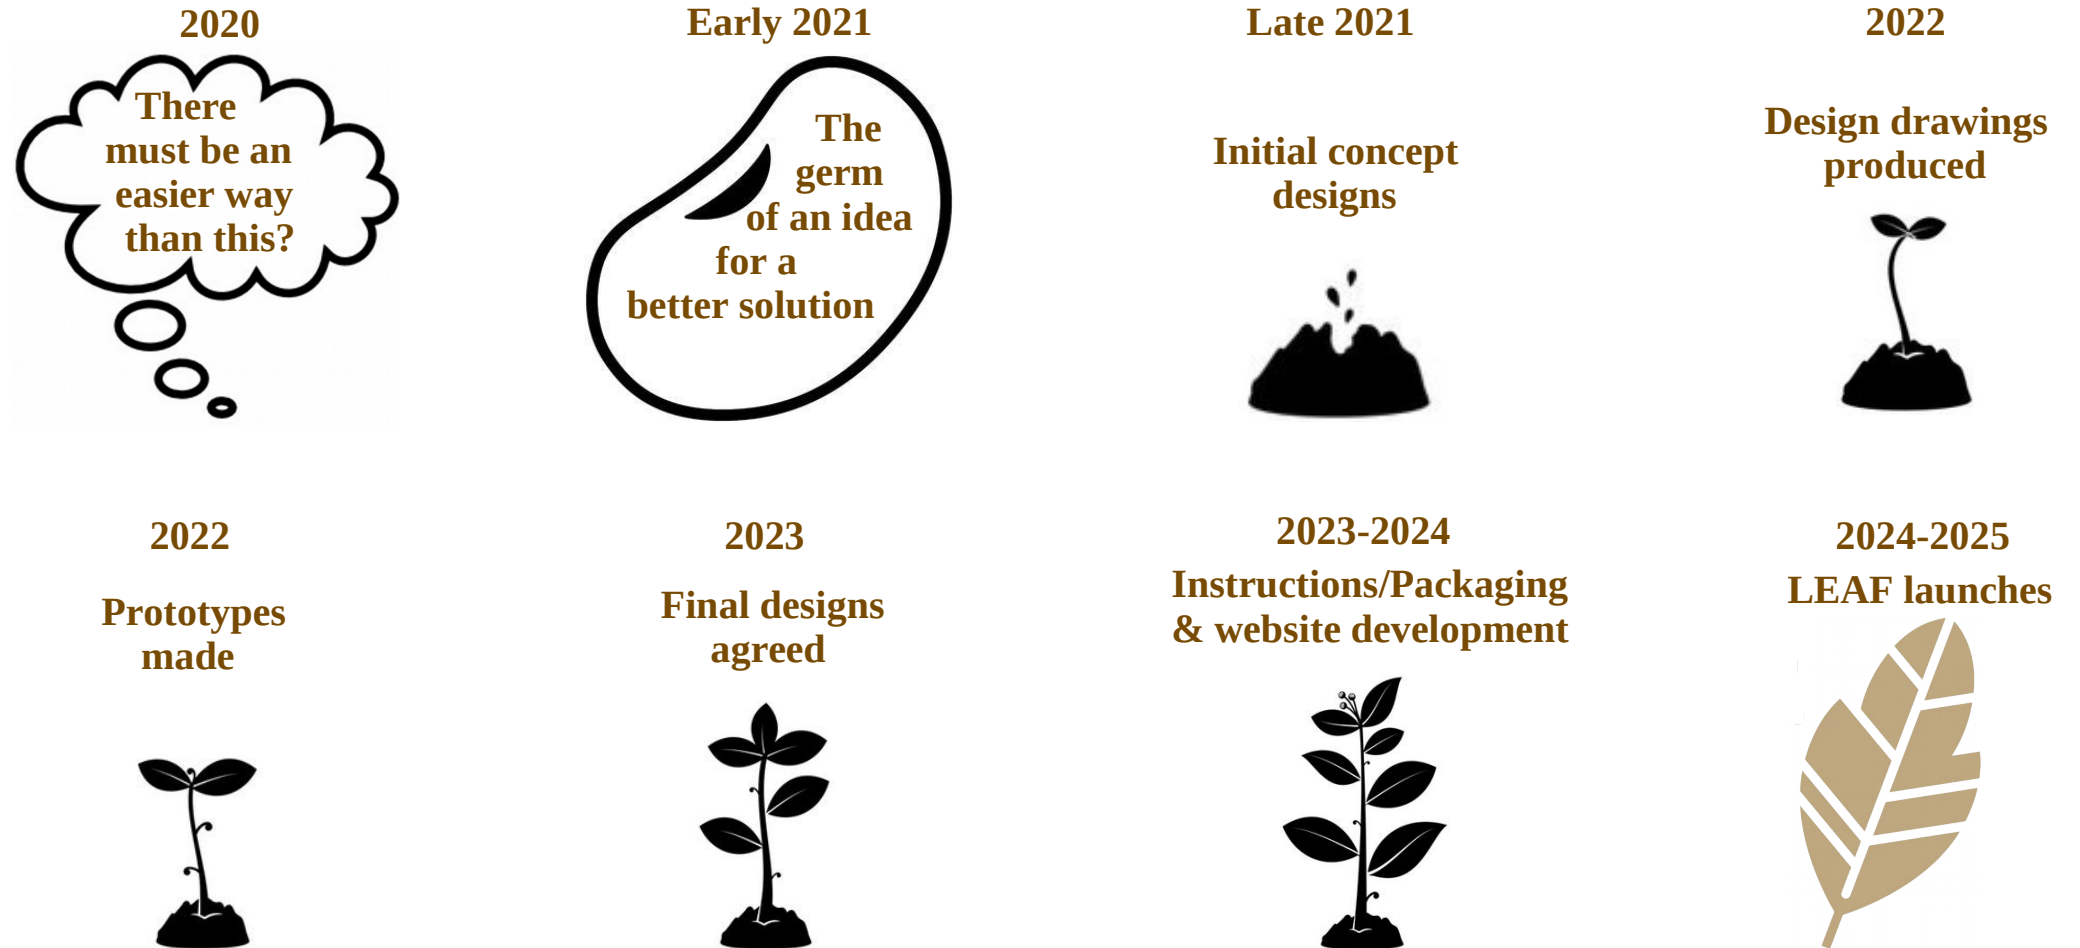 2020
There
must be an
easier way
than this?
Early 2021
The
germ
of an idea
for a
better solution
Late 2021
Initial concept
designs
2022
Design drawings
produced
2022
Prototypes
made
2023
Final designs
agreed
2023-2024
Instructions/Packaging
& website development
2024-2025
LEAF launches